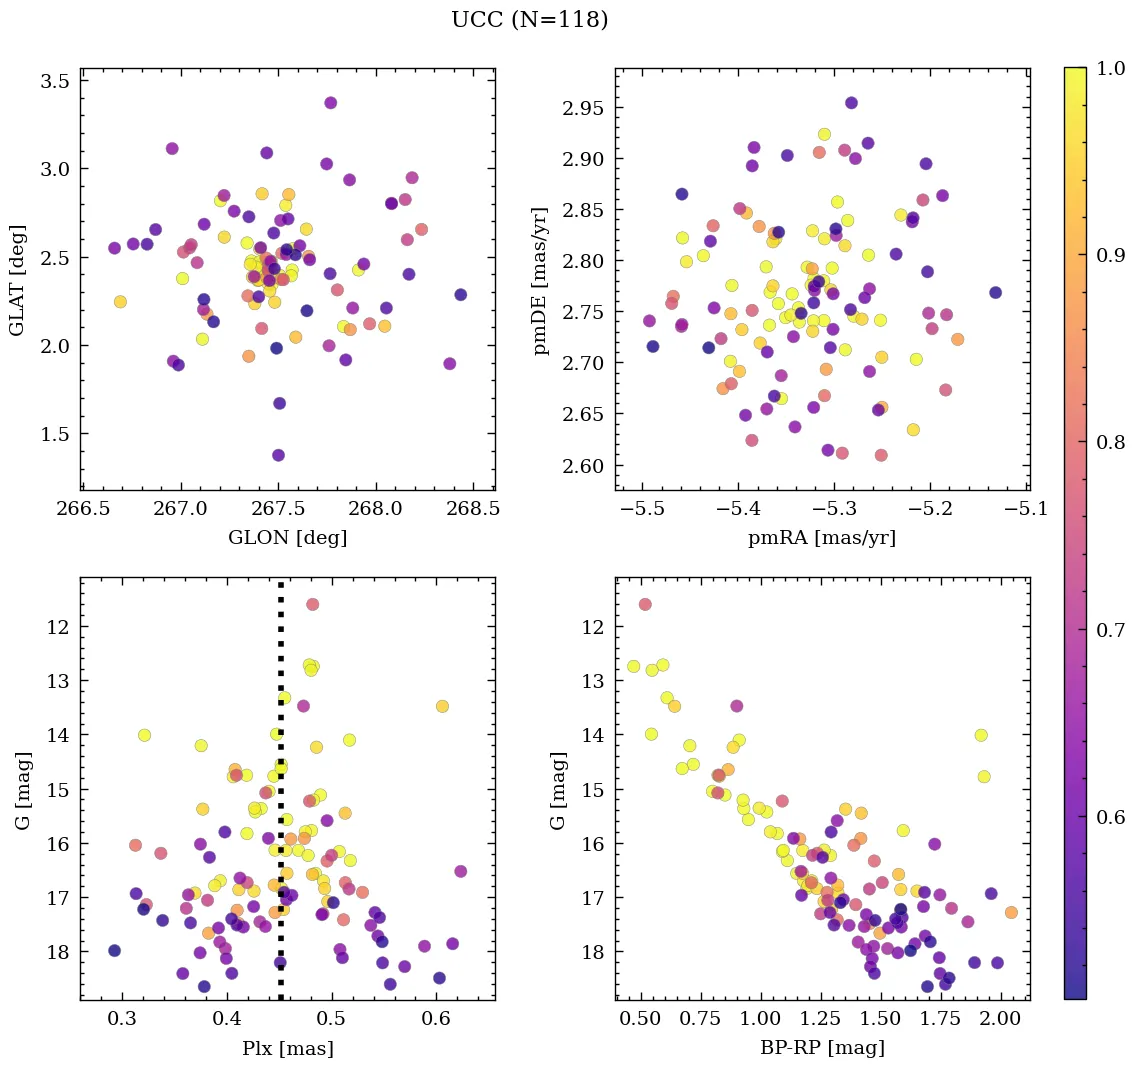 UCC (N=118)
3.5
3.0
2.5
2.0
1.5
GLAT [deg]
266.5 267.0 267.5 268.0 268.5
GLON [deg]
2.95
2.90
2.85
2.80
2.75
2.70
2.65
2.60
pmDE [mas/yr]
−5.5 −5.4 −5.3 −5.2 −5.1
pmRA [mas/yr]
12
13
14
15
16
17
18
G [mag]
0.3 0.4 0.5 0.6
Plx [mas]
12
13
14
15
16
17
18
G [mag]
0.50 0.75 1.00 1.25 1.50 1.75 2.00
BP-RP [mag]
1.0
0.9
0.8
0.7
0.6